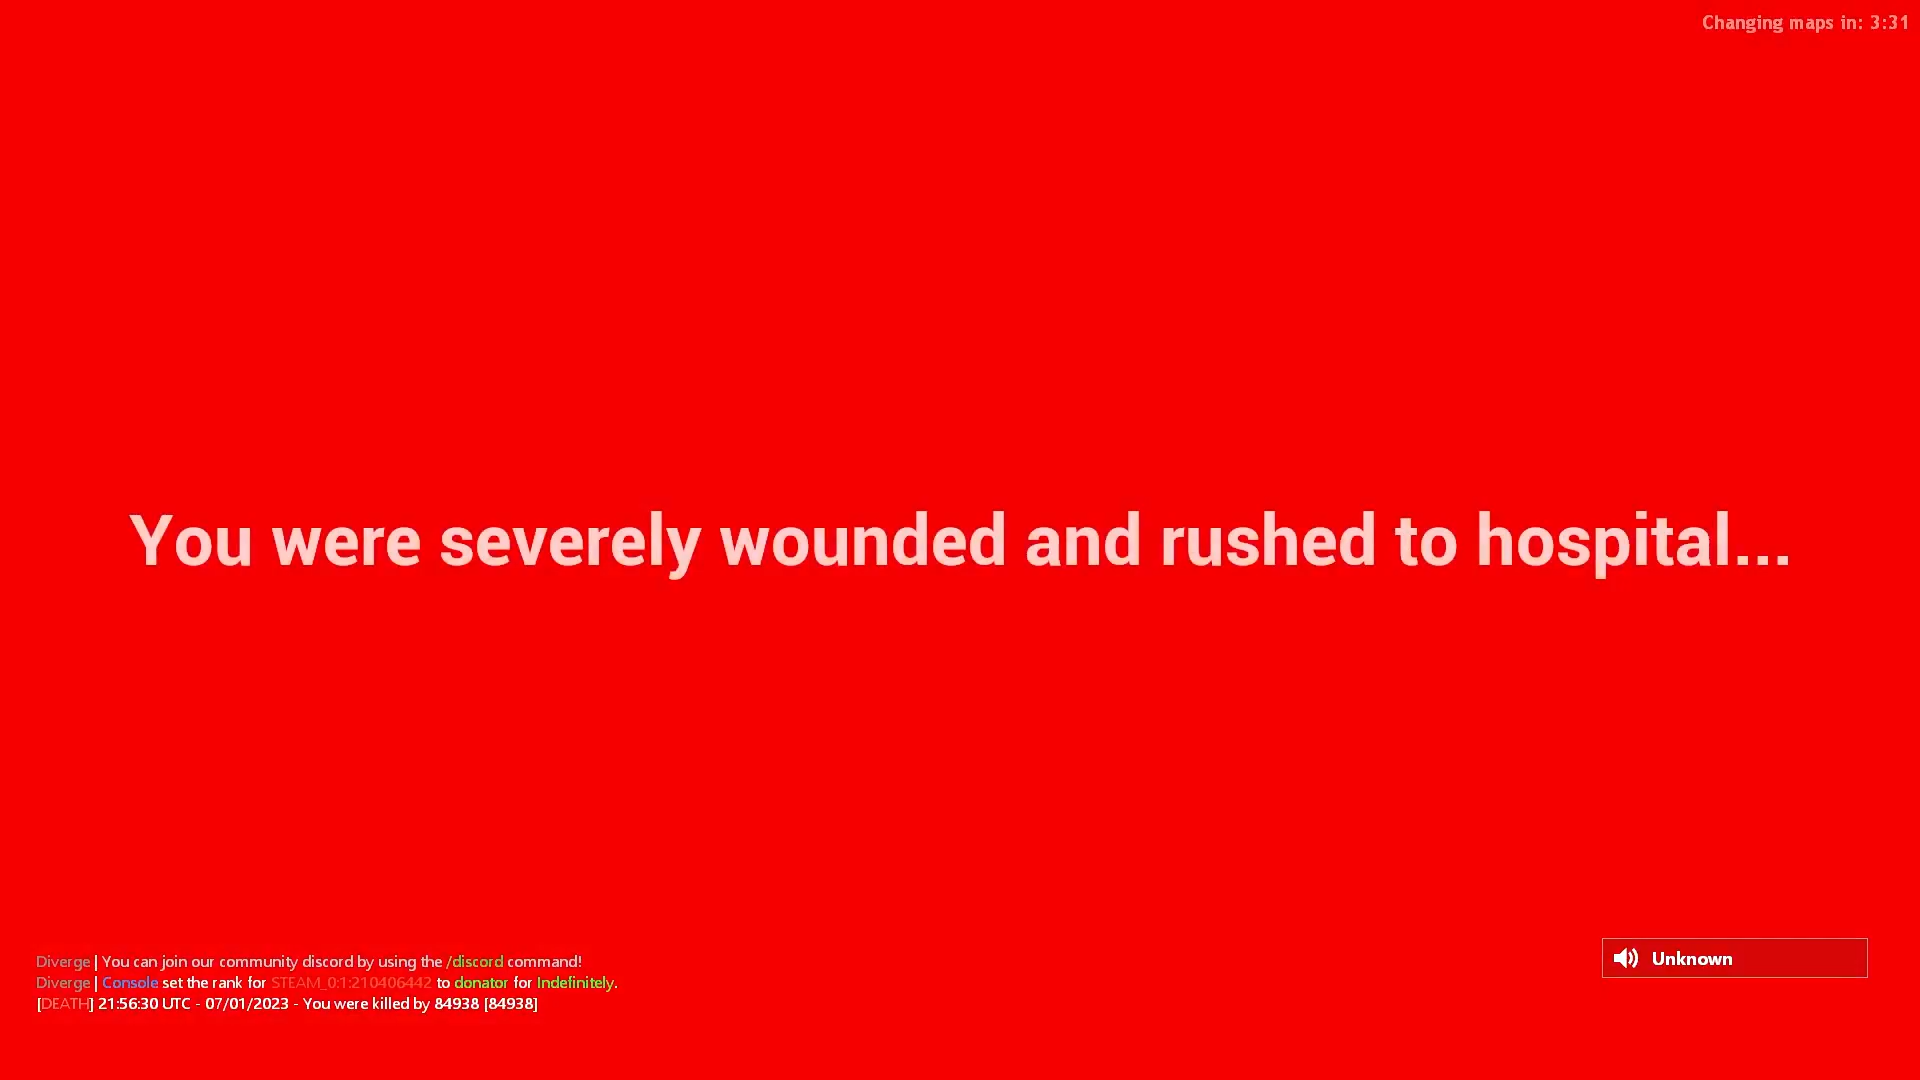 Changing maps in: 3:31
You were severely wounded and rushed to hospital...
Unknown
Diverge | You can join our community discord by using the /discord command!
Diverge | Console set the rank for STEAM_0:1:210406442 to donator for Indefinitely.
[DEATH] 21:56:30 UTC - 07/01/2023 - You were killed by 84938 [84938]